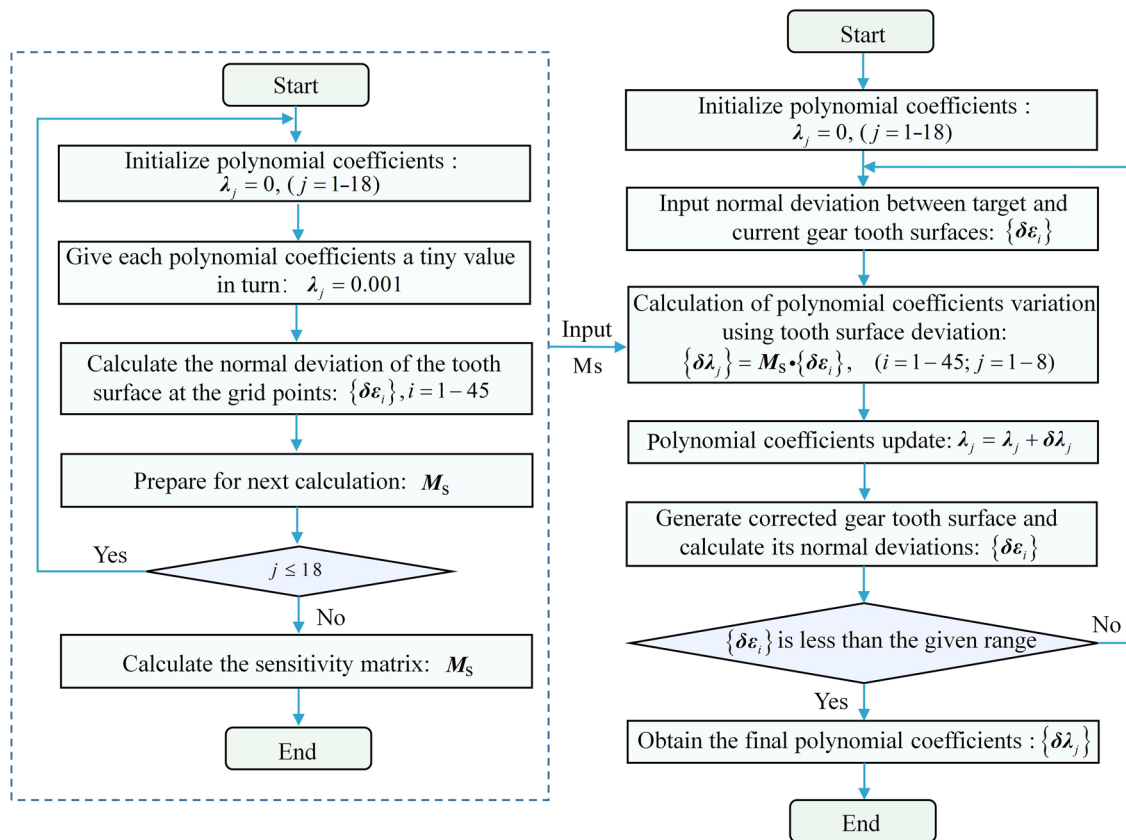 Start
Initialize polynomial coefficients :
λj = 0, ( j = 1–18)
Give each polynomial coefficients a tiny value
in turn: λj = 0.001
Calculate the normal deviation of the tooth
surface at the grid points: {δεi}, i = 1 – 45
Prepare for next calculation: MS
Yes
j ≤ 18
No
Calculate the sensitivity matrix: MS
End
Input
Ms
Start
Initialize polynomial coefficients :
λj = 0, ( j = 1–18)
Input normal deviation between target and
current gear tooth surfaces: {δεi}
Calculation of polynomial coefficients variation
using tooth surface deviation:
{δλj} = MS•{δεi}, (i = 1 – 45; j = 1 – 8)
Polynomial coefficients update: λj = λj + δλj
Generate corrected gear tooth surface and
calculate its normal deviations: {δεi}
{δεi} is less than the given range
No
Yes
Obtain the final polynomial coefficients : {δλj}
End